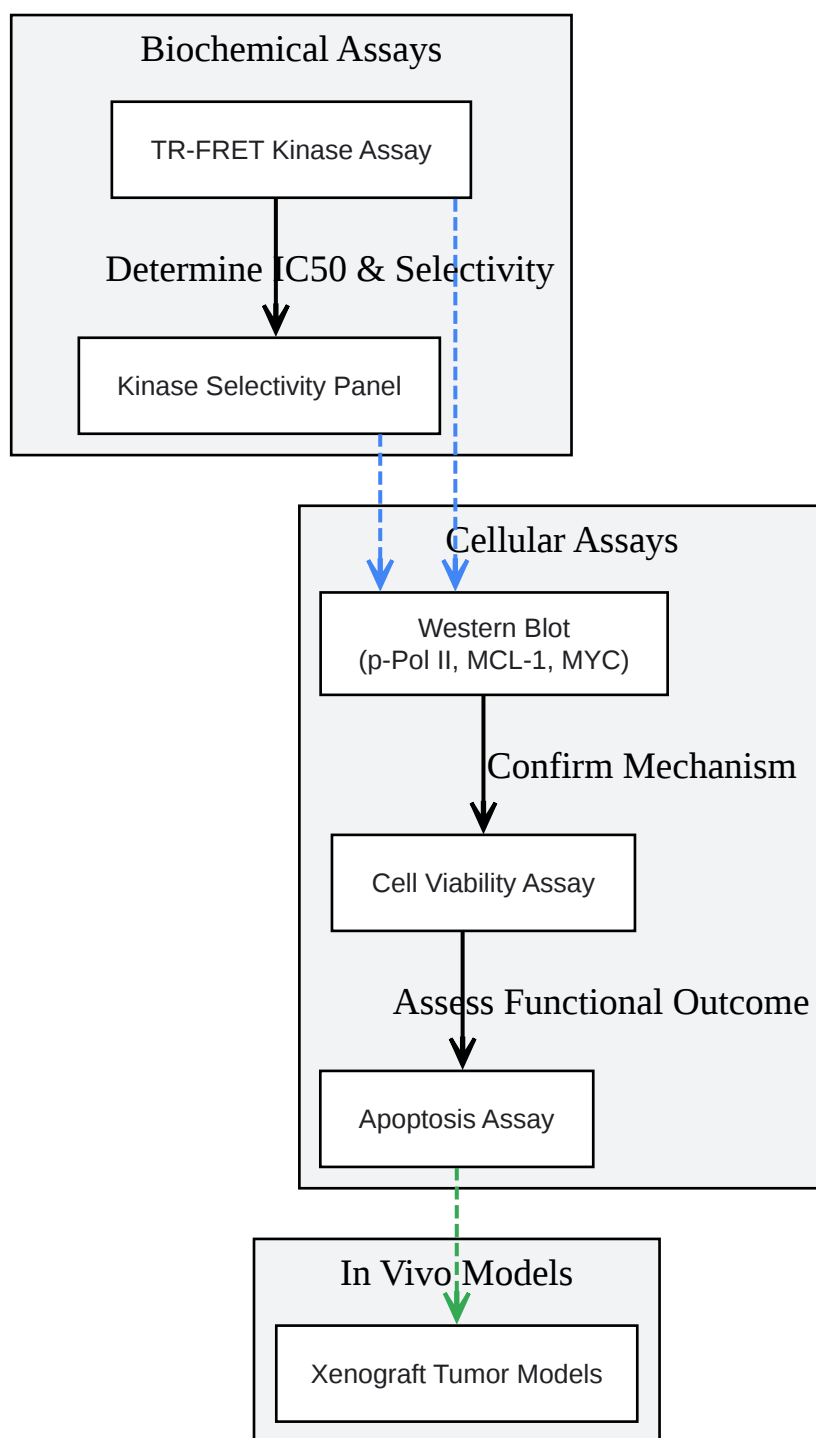 Biochemical Assays
TR-FRET Kinase Assay
Determine IC50 & Selectivity
Kinase Selectivity Panel
Cellular Assays
Western Blot
(p-Pol II, MCL-1, MYC)
Confirm Mechanism
Cell Viability Assay
Assess Functional Outcome
Apoptosis Assay
In Vivo Models
Xenograft Tumor Models